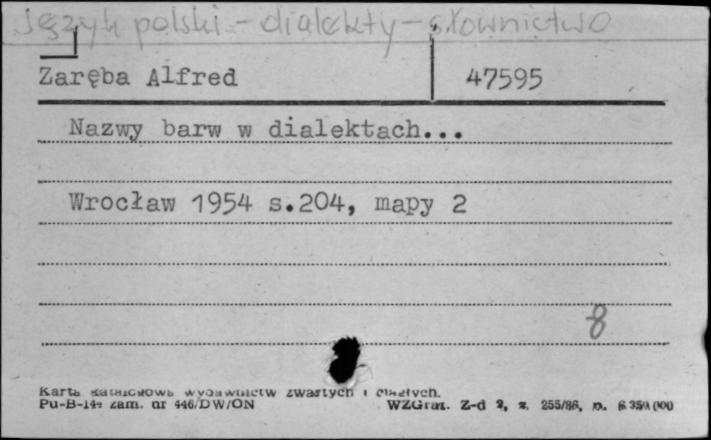 język polski - dialekty - słownictwo
Zaręba Alfred 47595
Nazwy barw w dialektach...
Wrocław 1954 s.204, mapy 2
8
Karta katalogowa wydawnictw zwartych i ciągłych.
Pu-B-14 zam. nr 446/DW/ON WZGraf. Z-d 2, z. 255/86, n.